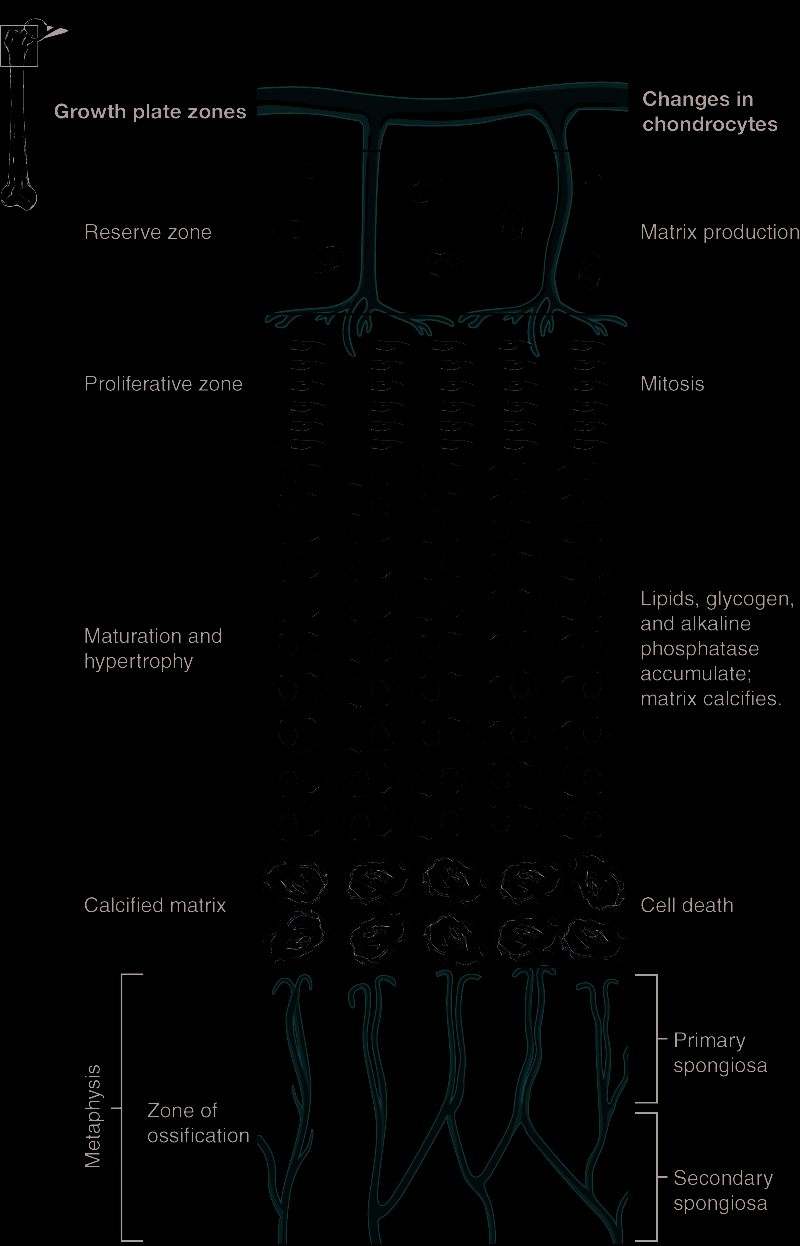 Growth plate zones
Changes in
chondrocytes
Reserve zone
Matrix production
Proliferative zone
Mitosis
Maturation and
hypertrophy
Lipids, glycogen,
and alkaline
phosphatase
accumulate;
matrix calcifies.
Calcified matrix
Cell death
Metaphysis
Zone of
ossification
Primary
spongiosa
Secondary
spongiosa